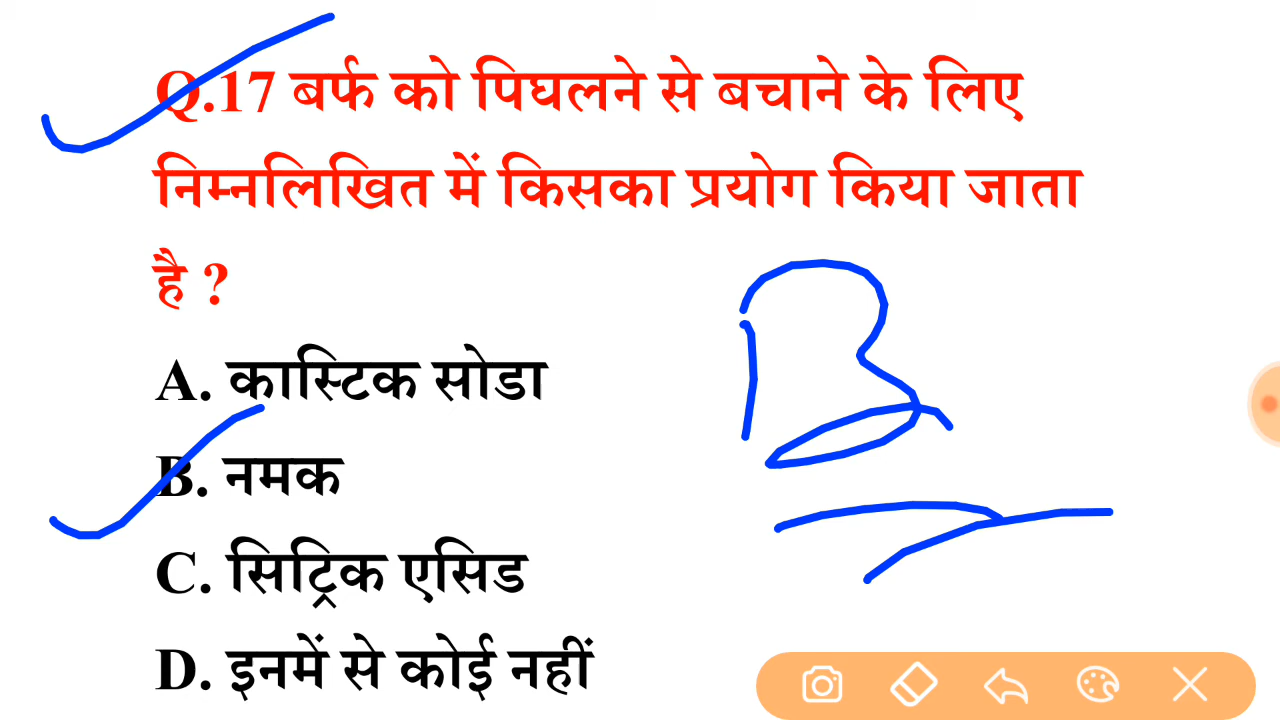 Q.17 बर्फ को पिघलने से बचाने के लिए
निम्नलिखित में किसका प्रयोग किया जाता
है ?
A. कास्टिक सोडा
B. नमक
C. सिट्रिक एसिड
D. इनमें से कोई नहीं
B